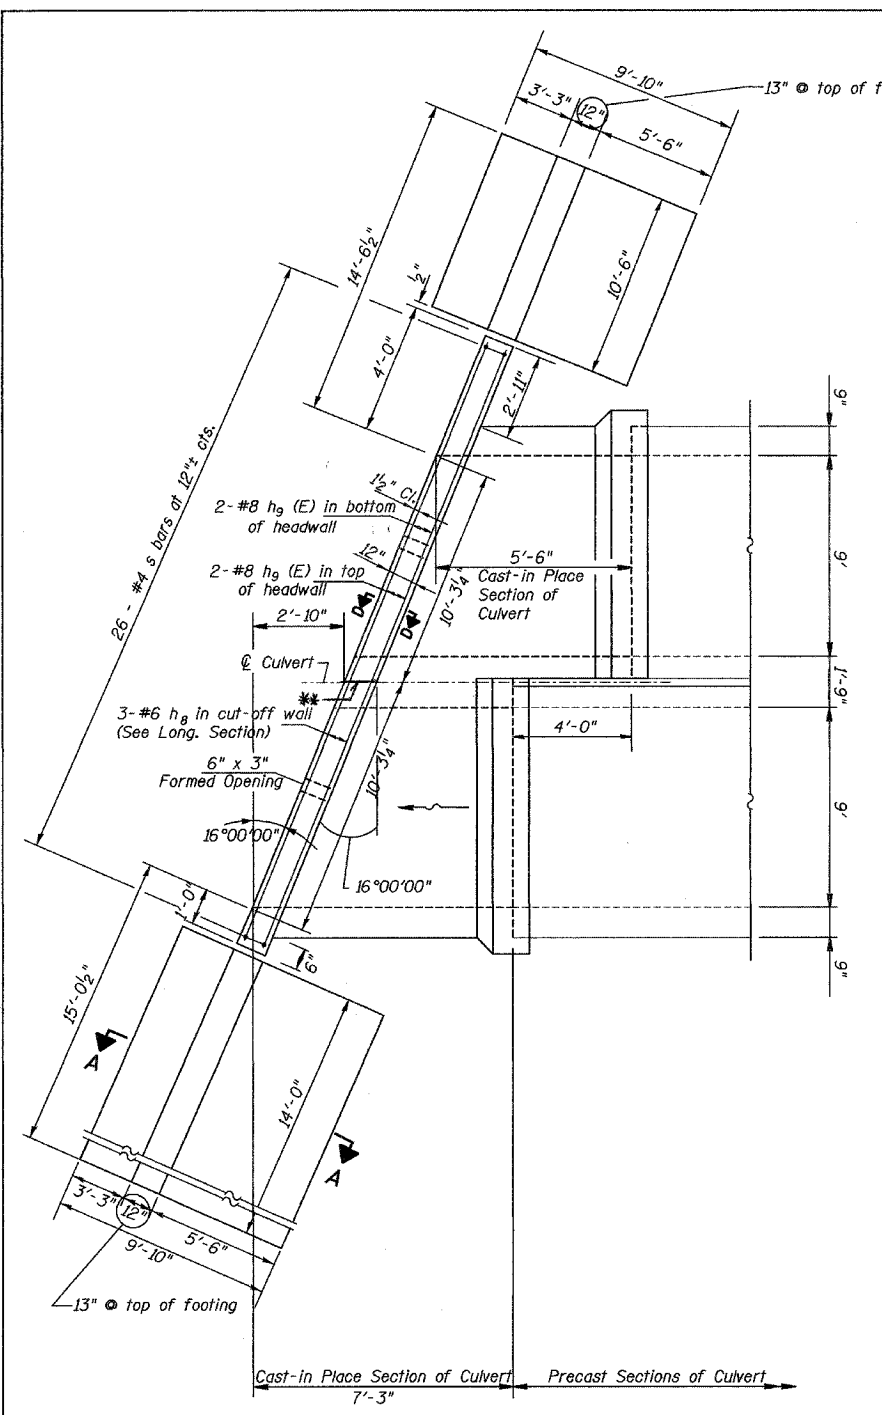 9'-10"
3'-3"
12"
13" @ top of f
5'-6"
14'-6½"
10'-6"
½"
4'-0"
2'-11"
9"
26 - #4 s bars at 12"± cts.
1½" Cl.
2- #8 h9 (E) in bottom
of headwall
9'
12"
5'-6"
Cast-in Place
Section of
Culvert
2- #8 h9 (E) in top
of headwall
10'-3¼"
D
D
2'-10"
℄ Culvert
1'-9"
**
3- #6 h8 in cut-off wall
(See Long. Section)
4'-0"
10'-3¼"
6" x 3"
Formed Opening
9'
16°00'00"
16°00'00"
1'-0"
6"
9"
15'-0½"
A
14'-0"
A
3'-3"
12"
5'-6"
9'-10"
13" @ top of footing
Cast-in Place Section of Culvert
7'-3"
Precast Sections of Culvert